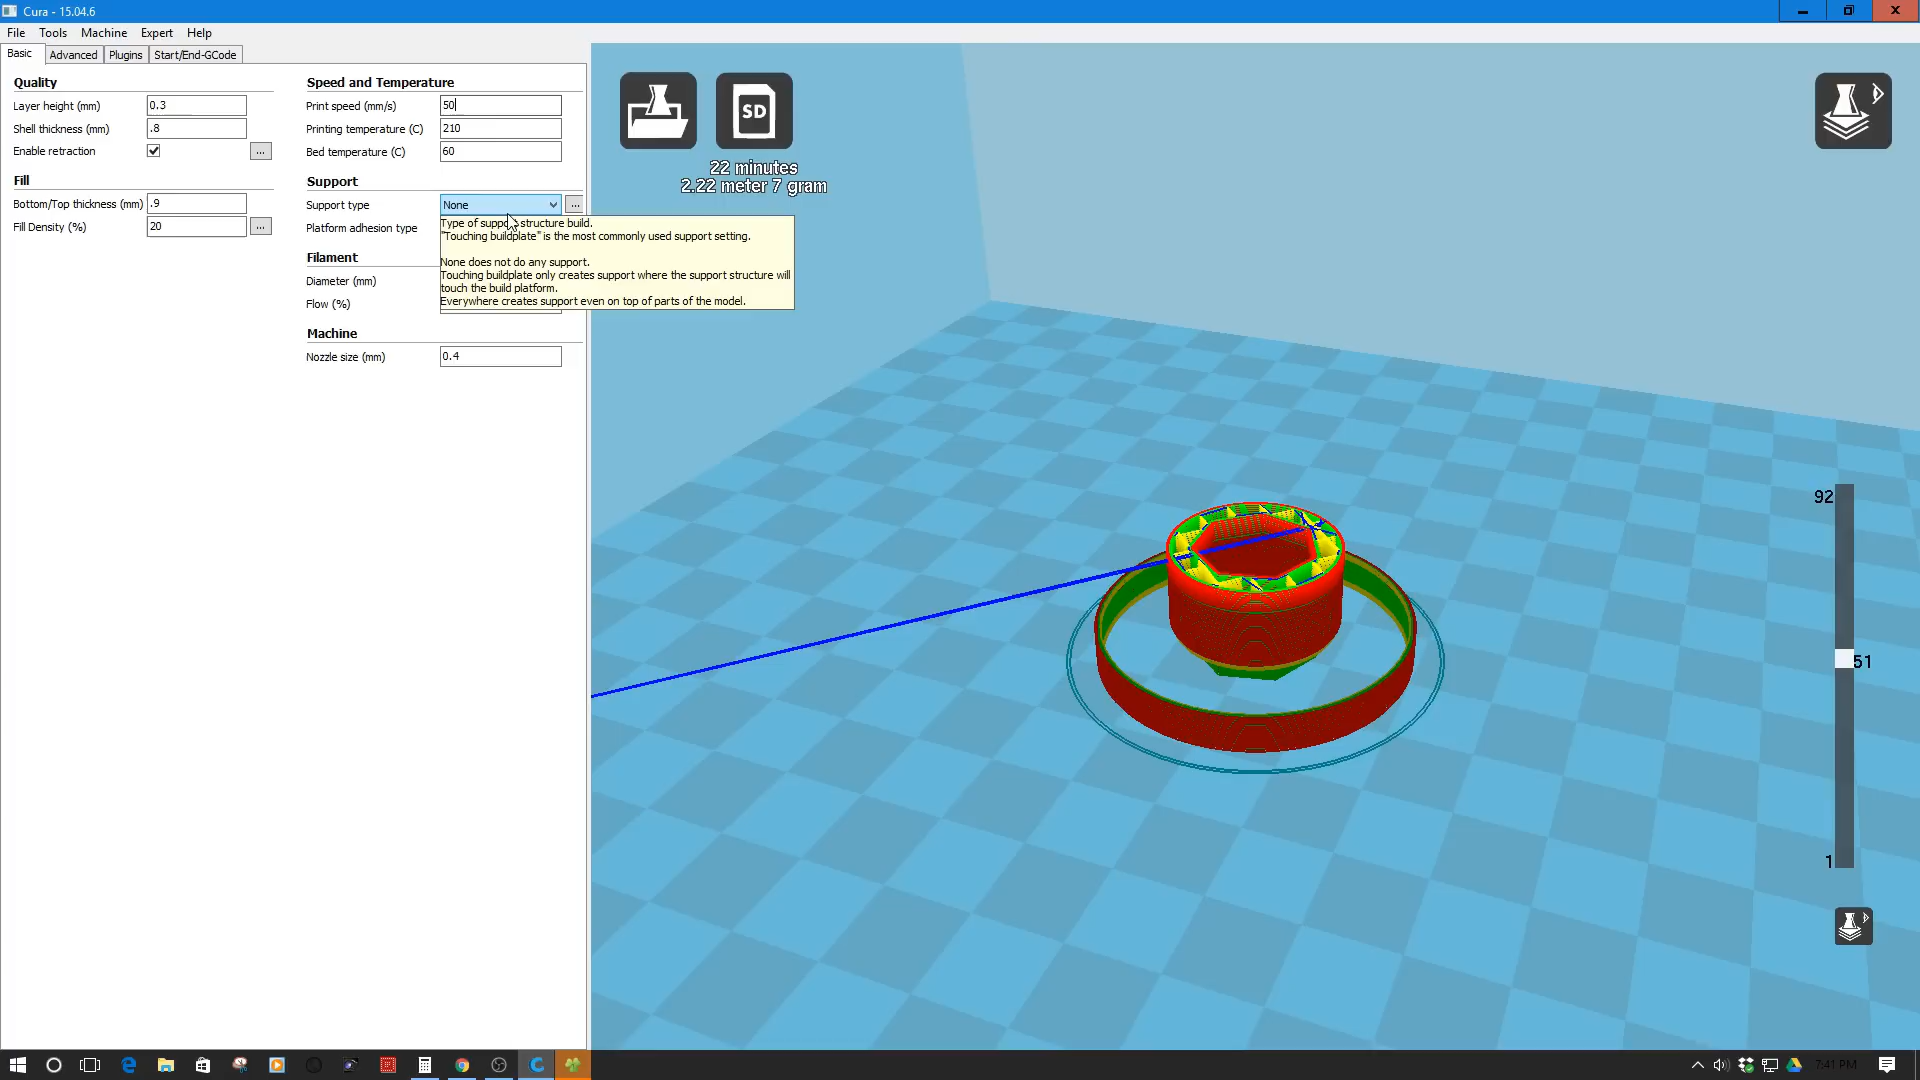 Cura - 15.04.6
File Tools Machine Expert Help
Basic Advanced Plugins Start/End-GCode
Quality
Layer height (mm) 0.3
Shell thickness (mm) .8
Enable retraction ...
Fill
Bottom/Top thickness (mm) .9
Fill Density (%) 20 ...
Speed and Temperature
Print speed (mm/s) 50
Printing temperature (C) 210
Bed temperature (C) 60
Support
Support type None ...
Platform adhesion type
Filament
Diameter (mm)
Flow (%)
Machine
Nozzle size (mm) 0.4
Type of support structure build.
"Touching buildplate" is the most commonly used support setting.
None does not do any support.
Touching buildplate only creates support where the support structure will
touch the build platform.
Everywhere creates support even on top of parts of the model.
SD
22 minutes
2.22 meter 7 gram
92
51
1
7:41 PM